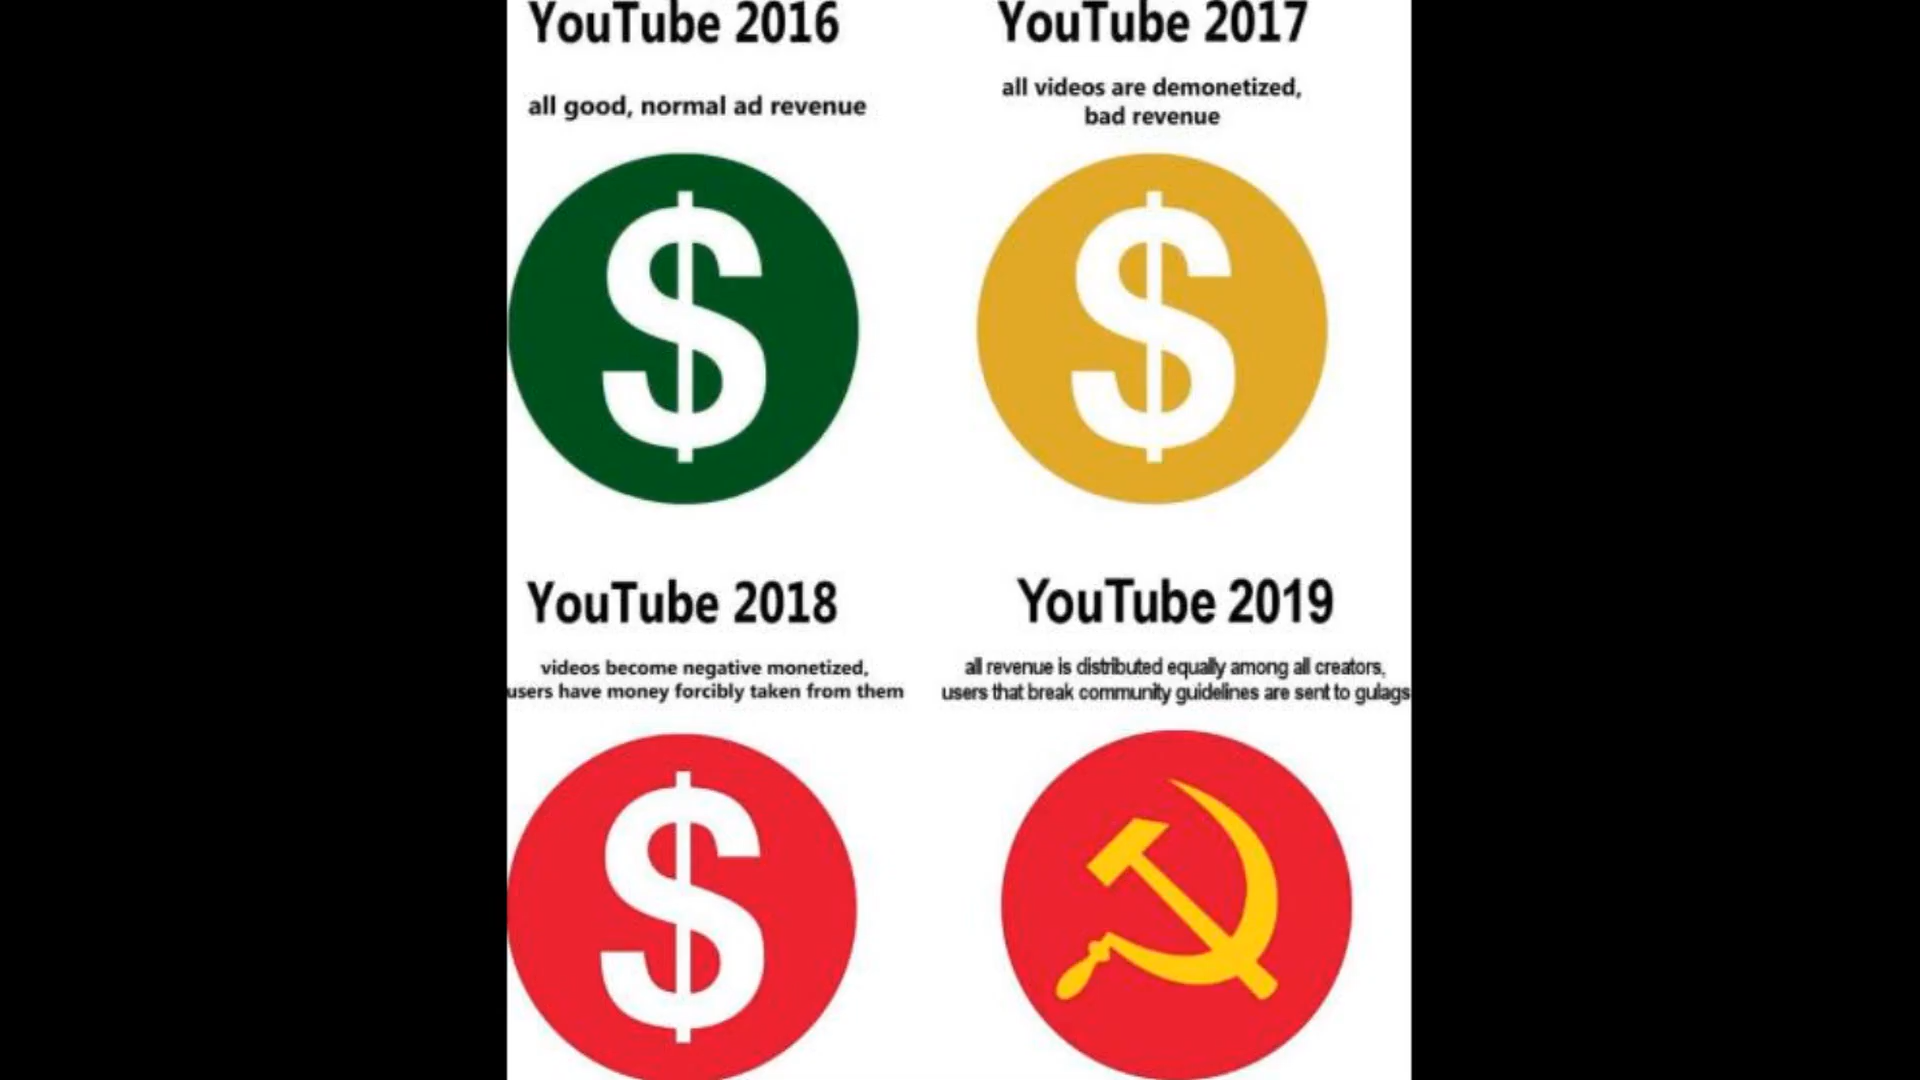 YouTube 2016
all good, normal ad revenue
$
YouTube 2017
all videos are demonetized,
bad revenue
$
YouTube 2018
videos become negative monetized,
users have money forcibly taken from them
$
YouTube 2019
all revenue is distributed equally among all creators,
users that break community guidelines are sent to gulags